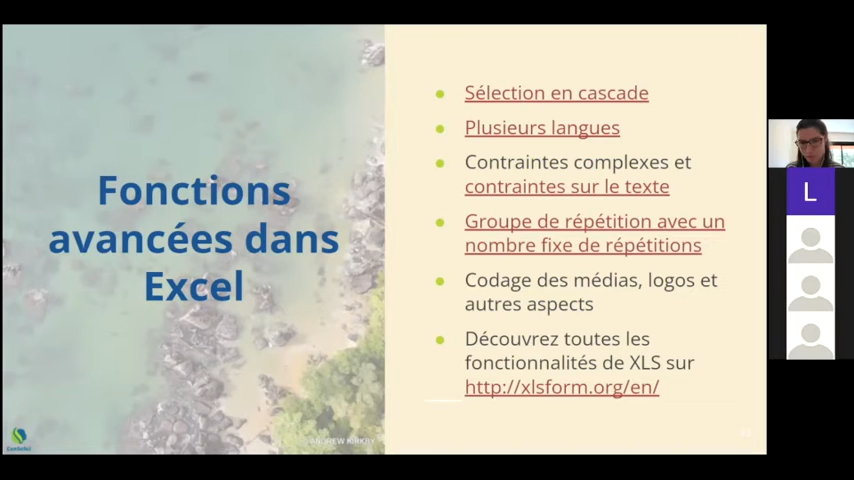 Fonctions
avancées dans
Excel
Sélection en cascade
Plusieurs langues
Contraintes complexes et
contraintes sur le texte
Groupe de répétition avec un
nombre fixe de répétitions
Codage des médias, logos et
autres aspects
Découvrez toutes les
fonctionnalités de XLS sur
http://xlsform.org/en/
ANDREW KIRKBY
L